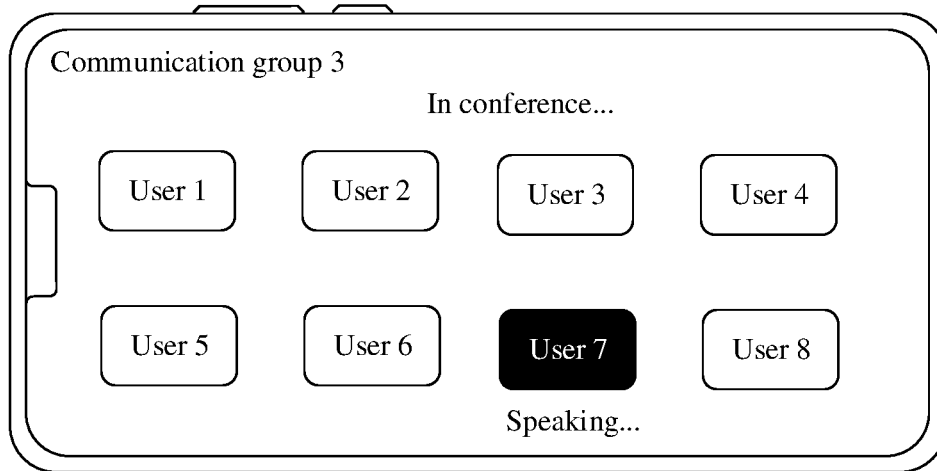 Communication group 3
In conference...
User 1
User 2
User 3
User 4
User 5
User 6
User 7
User 8
Speaking...